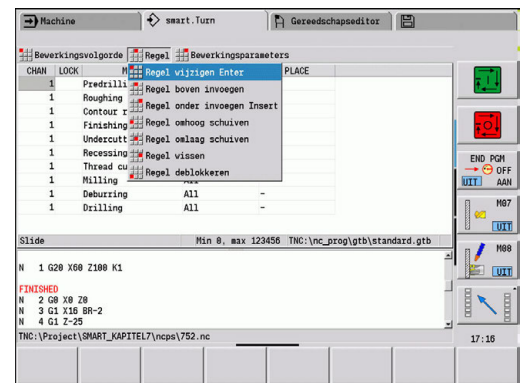 Machine smart.Turn Gereedschapseditor
Bewerkingsvolgorde Regel Bewerkingsparameters
CHAN LOCK M PLACE
Regel wijzigen Enter
Regel boven invoegen
Regel onder invoegen Insert
Regel omhoog schuiven
Regel omlaag schuiven
Regel wissen
Regel deblokkeren
1 Predrilli
1 Roughing
1 Contour r
1 Finishing
1 Undercutt
1 Recessing
1 Thread cu
1 Milling All
1 Deburring All -
1 Drilling All -
Slide Min 0, max 123456 TNC:\nc_prog\gtb\standard.gtb
N 1 G20 X60 Z100 K1
FINISHED
N 2 G0 X0 Z0
N 3 G1 X16 BR-2
N 4 G1 Z-25
TNC:\Project\SMART_KAPITEL7\ncps\752.nc
END PGM
OFF
UIT AAN
M07
UIT
M08
UIT
17:16